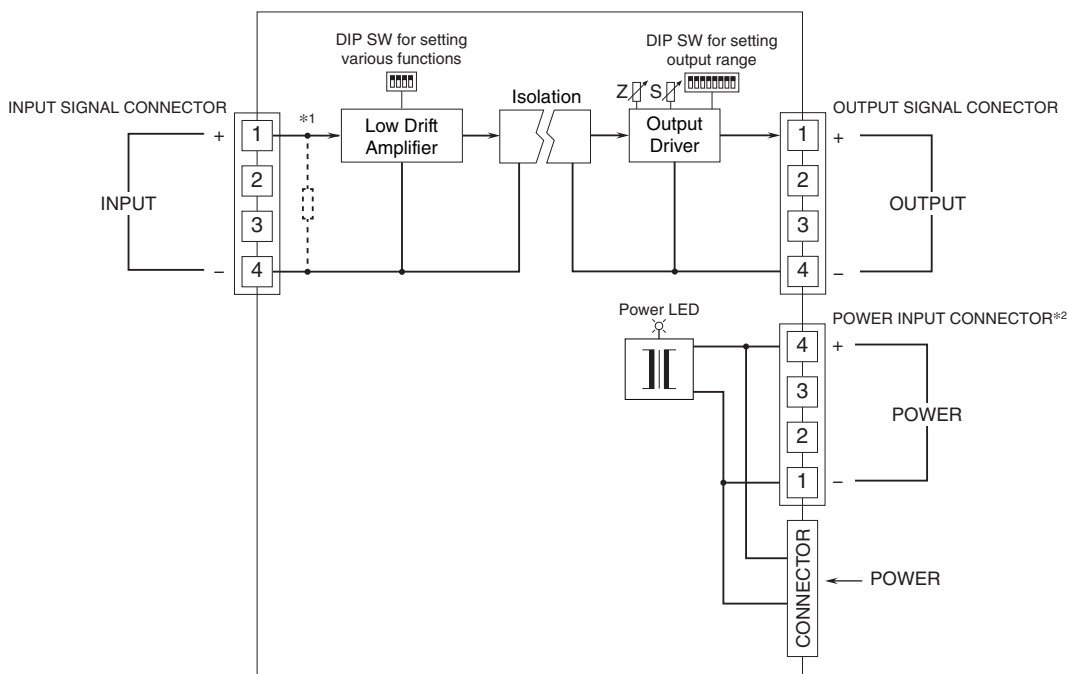 DIP SW for setting
various functions
DIP SW for setting
output range
Z
S
Isolation
INPUT SIGNAL CONNECTOR
OUTPUT SIGNAL CONECTOR
*1
Low Drift
Amplifier
Output
Driver
+
1
2
3
4
−
INPUT
1
2
3
4
+
−
OUTPUT
Power LED
POWER INPUT CONNECTOR*2
4
3
2
1
+
−
POWER
CONNECTOR
POWER